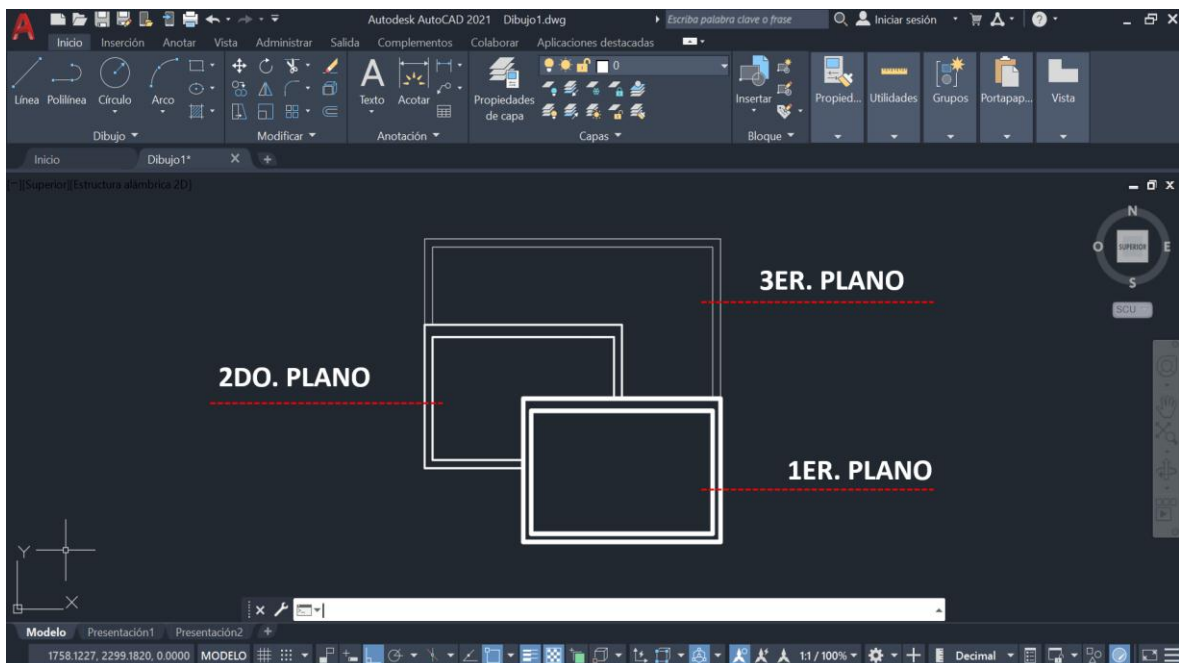 Autodesk AutoCAD 2021 Dibujo1.dwg Escriba palabra clave o frase Iniciar sesión
Inicio Inserción Anotar Vista Administrar Salida Complementos Colaborar Aplicaciones destacadas
0
Línea Polilínea Círculo Arco Texto Acotar Propiedades de capa Insertar Propied... Utilidades Grupos Portapap... Vista
Dibujo Modificar Anotación Capas Bloque
Inicio Dibujo1* X +
[-][Superior][Estructura alámbrica 2D]
N
O SUPERIOR E
S
SCU
3ER. PLANO
2DO. PLANO
1ER. PLANO
Y
X
Modelo Presentación1 Presentación2 +
1758.1227, 2299.1820, 0.0000 MODELO 1:1 / 100% Decimal